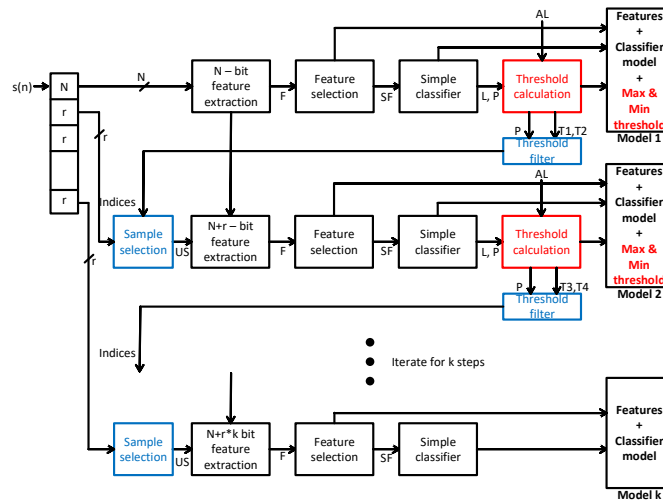 AL
Features
+
Classifier
model
+
Max &
Min
threshold
Model 1
s(n)
N
N
N – bit
feature
extraction
F
Feature
selection
SF
Simple
classifier
L, P
Threshold
calculation
r
r
r
r
P
T1,T2
Threshold
filter
Indices
AL
Features
+
Classifier
model
+
Max &
Min
threshold
Model 2
Sample
selection
US
N+r – bit
feature
extraction
F
Feature
selection
SF
Simple
classifier
L, P
Threshold
calculation
r
P
T3,T4
Threshold
filter
Indices
Iterate for k steps
Sample
selection
US
N+r*k bit
feature
extraction
F
Feature
selection
SF
Simple
classifier
Features
+
Classifier
model
Model k